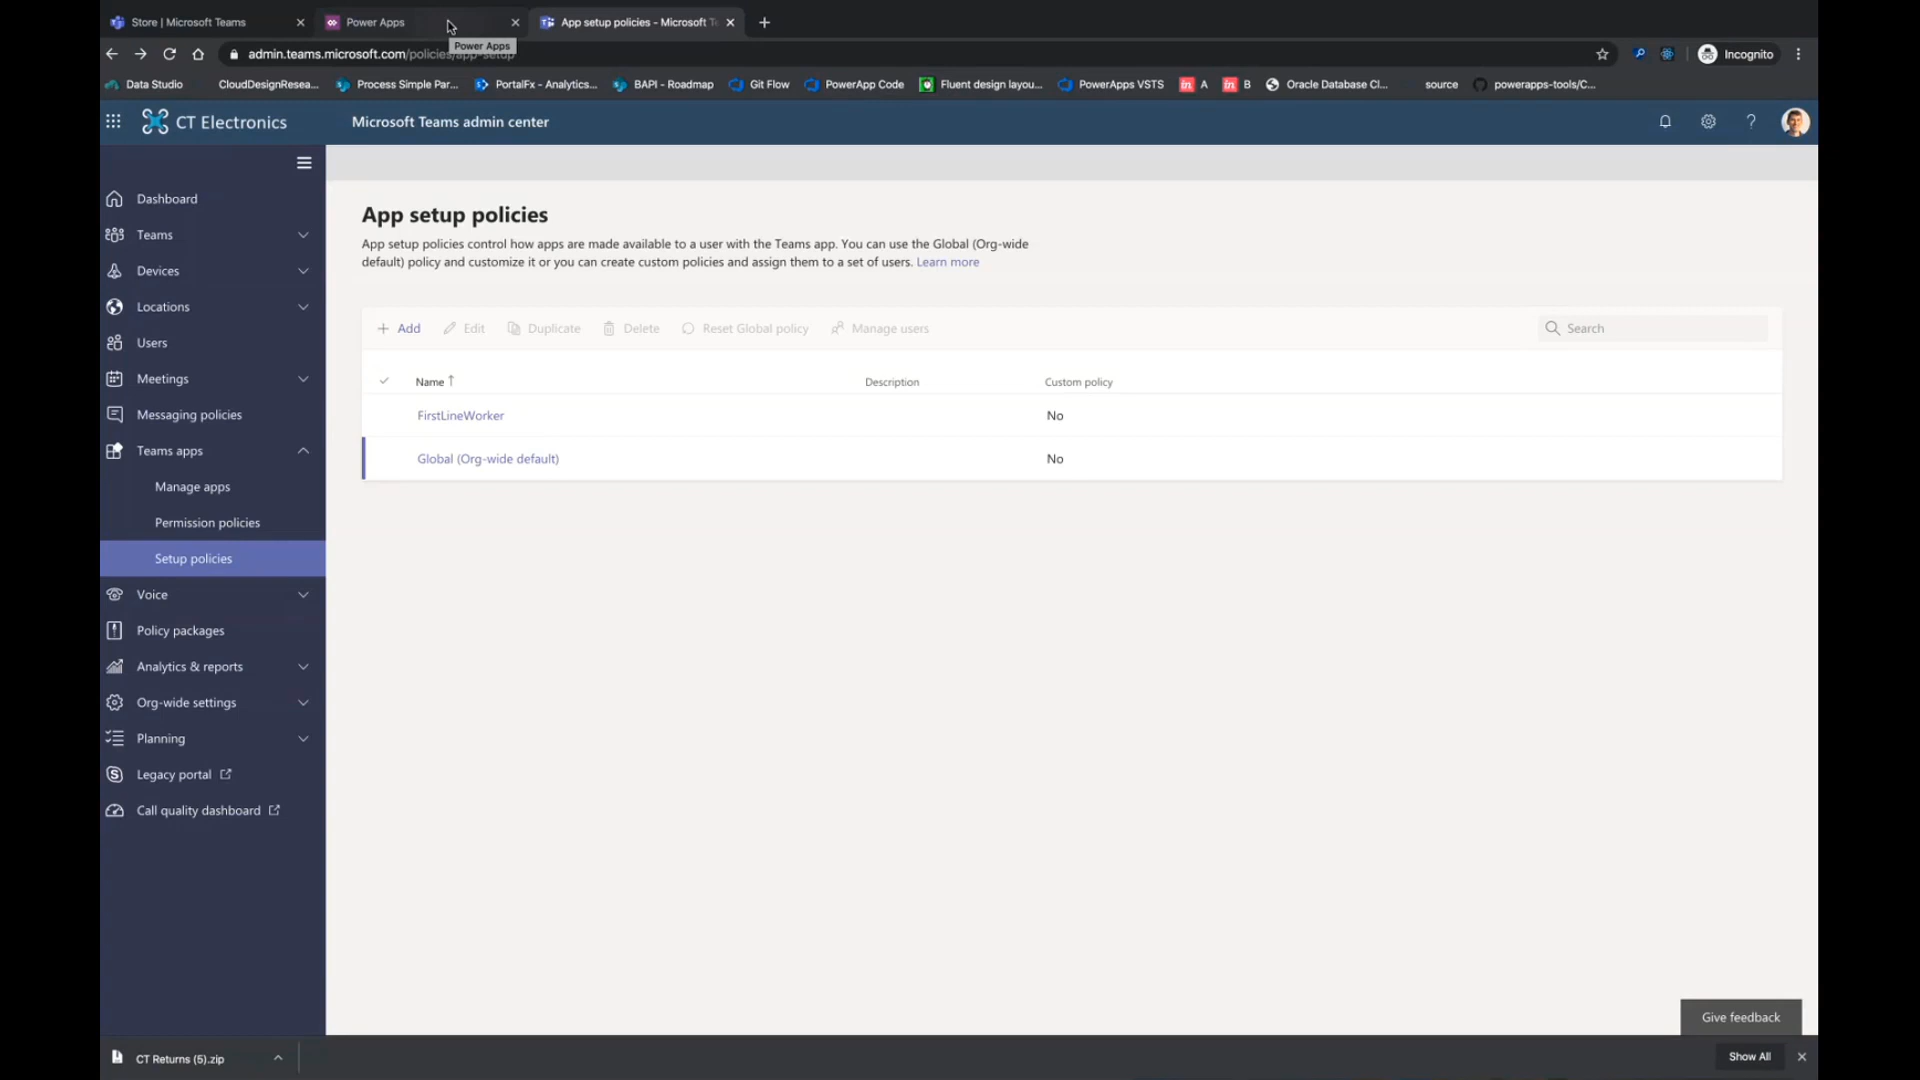 Store | Microsoft Teams
Power Apps
App setup policies - Microsoft Te
Power Apps
admin.teams.microsoft.com/policies/app-setup
Incognito
Data Studio
CloudDesignResea...
Process Simple Par...
PortalFx - Analytics...
BAPI - Roadmap
Git Flow
PowerApp Code
Fluent design layou...
PowerApps VSTS
in A
in B
Oracle Database Cl...
source
powerapps-tools/C...
CT Electronics
Microsoft Teams admin center
Dashboard
Teams
Devices
Locations
Users
Meetings
Messaging policies
Teams apps
Manage apps
Permission policies
Setup policies
Voice
Policy packages
Analytics & reports
Org-wide settings
Planning
Legacy portal
Call quality dashboard
App setup policies
App setup policies control how apps are made available to a user with the Teams app. You can use the Global (Org-wide
default) policy and customize it or you can create custom policies and assign them to a set of users. Learn more
+ Add Edit Duplicate Delete Reset Global policy Manage users
Search
Name ↑ Description Custom policy
FirstLineWorker No
Global (Org-wide default) No
Give feedback
CT Returns (5).zip
Show All